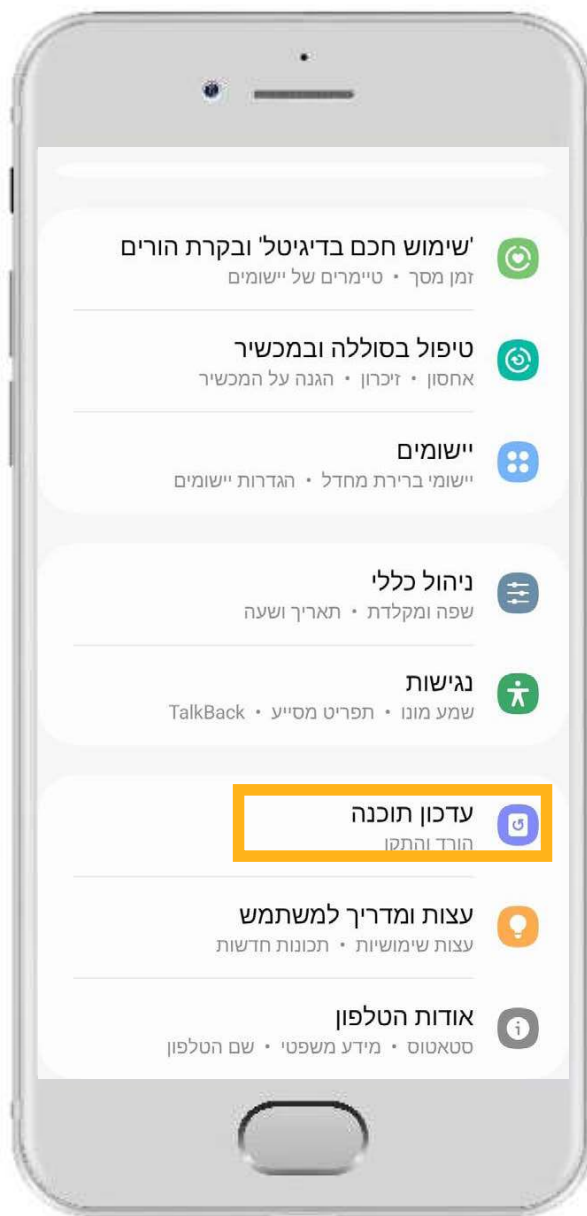 'שימוש חכם בדיגיטל' ובקרת הורים
זמן מסך • טיימרים של יישומים
טיפול בסוללה ובמכשיר
אחסון • זיכרון • הגנה על המכשיר
יישומים
יישומי ברירת מחדל • הגדרות יישומים
ניהול כללי
שפה ומקלדת • תאריך ושעה
נגישות
שמע מונו • תפריט מסייע • TalkBack
עדכון תוכנה
הורד והתקן
עצות ומדריך למשתמש
עצות שימושיות • תכונות חדשות
אודות הטלפון
סטאטוס • מידע משפטי • שם הטלפון